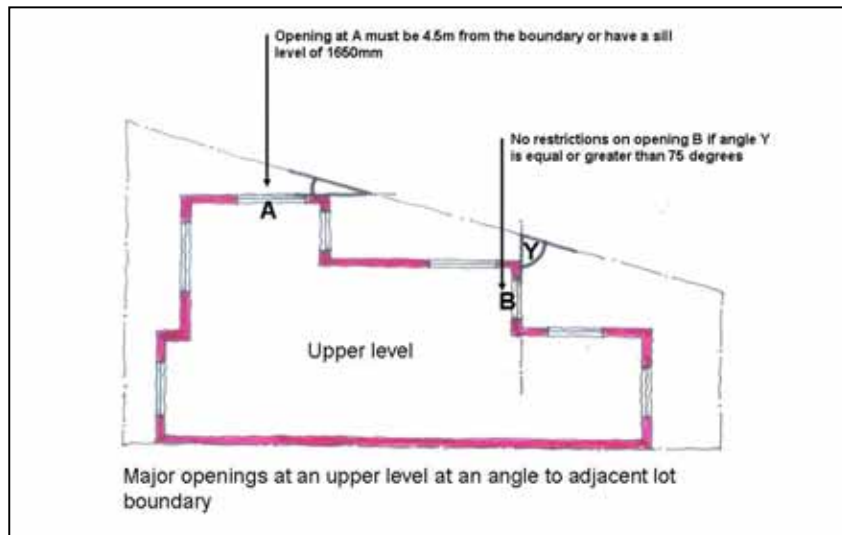 Opening at A must be 4.5m from the boundary or have a sill
level of 1650mm
No restrictions on opening B if angle Y
is equal or greater than 75 degrees
A
Y
B
Upper level
Major openings at an upper level at an angle to adjacent lot
boundary